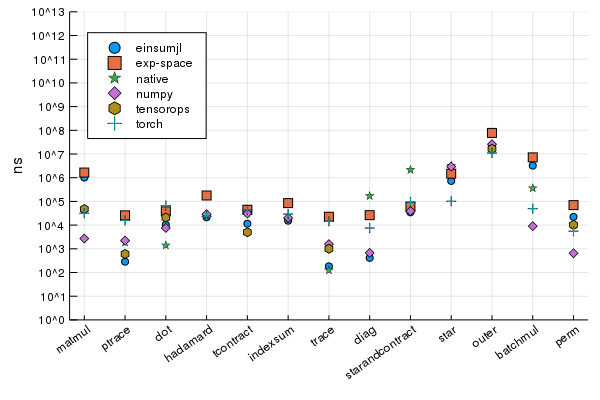 10^13
10^12
10^11
10^10
10^9
10^8
10^7
10^6
10^5
10^4
10^3
10^2
10^1
10^0
ns
einsumjl
exp-space
native
numpy
tensorops
torch
matmul
ptrace
dot
hadamard
tcontract
indexsum
trace
diag
starandcontract
star
outer
batchmul
perm